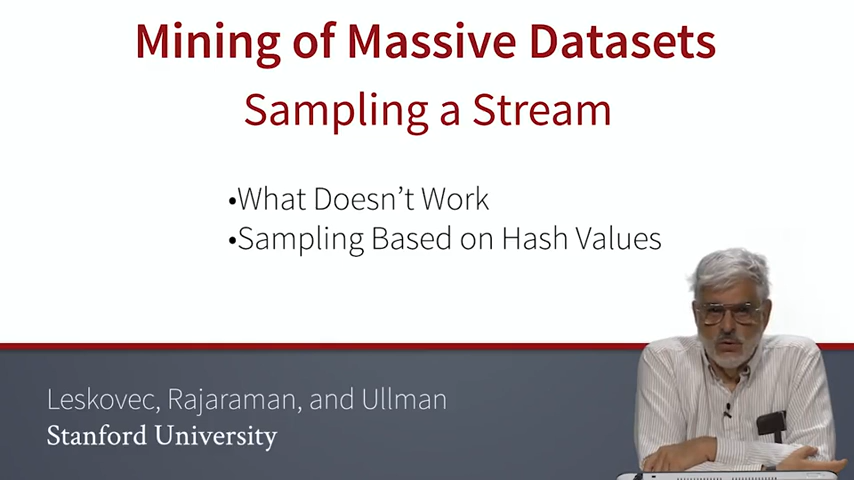 Mining of Massive Datasets
Sampling a Stream
•What Doesn't Work
•Sampling Based on Hash Values
Leskovec, Rajaraman, and Ullman
Stanford University